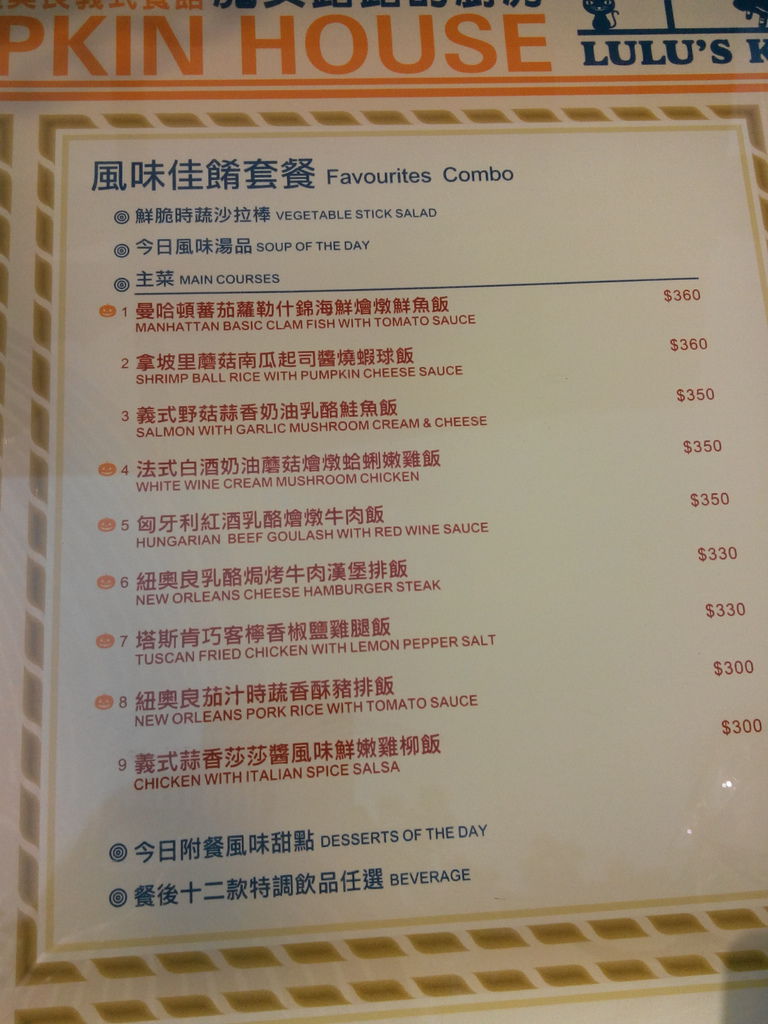 義式食館 魔女露露的廚房
PKIN HOUSE LULU'S K
風味佳餚套餐 Favourites Combo
鮮脆時蔬沙拉棒 VEGETABLE STICK SALAD
今日風味湯品 SOUP OF THE DAY
主菜 MAIN COURSES
1 曼哈頓蕃茄蘿勒什錦海鮮燴燉鮮魚飯 $360
MANHATTAN BASIC CLAM FISH WITH TOMATO SAUCE
2 拿坡里蘑菇南瓜起司醬燒蝦球飯 $360
SHRIMP BALL RICE WITH PUMPKIN CHEESE SAUCE
3 義式野菇蒜香奶油乳酪鮭魚飯 $350
SALMON WITH GARLIC MUSHROOM CREAM & CHEESE
4 法式白酒奶油蘑菇燴燉蛤蜊嫩雞飯 $350
WHITE WINE CREAM MUSHROOM CHICKEN
5 匈牙利紅酒乳酪燴燉牛肉飯 $350
HUNGARIAN BEEF GOULASH WITH RED WINE SAUCE
6 紐奧良乳酪焗烤牛肉漢堡排飯 $330
NEW ORLEANS CHEESE HAMBURGER STEAK
7 塔斯肯巧客檸香椒鹽雞腿飯 $330
TUSCAN FRIED CHICKEN WITH LEMON PEPPER SALT
8 紐奧良茄汁時蔬香酥豬排飯 $300
NEW ORLEANS PORK RICE WITH TOMATO SAUCE
9 義式蒜香莎莎醬風味鮮嫩雞柳飯 $300
CHICKEN WITH ITALIAN SPICE SALSA
今日附餐風味甜點 DESSERTS OF THE DAY
餐後十二款特調飲品任選 BEVERAGE